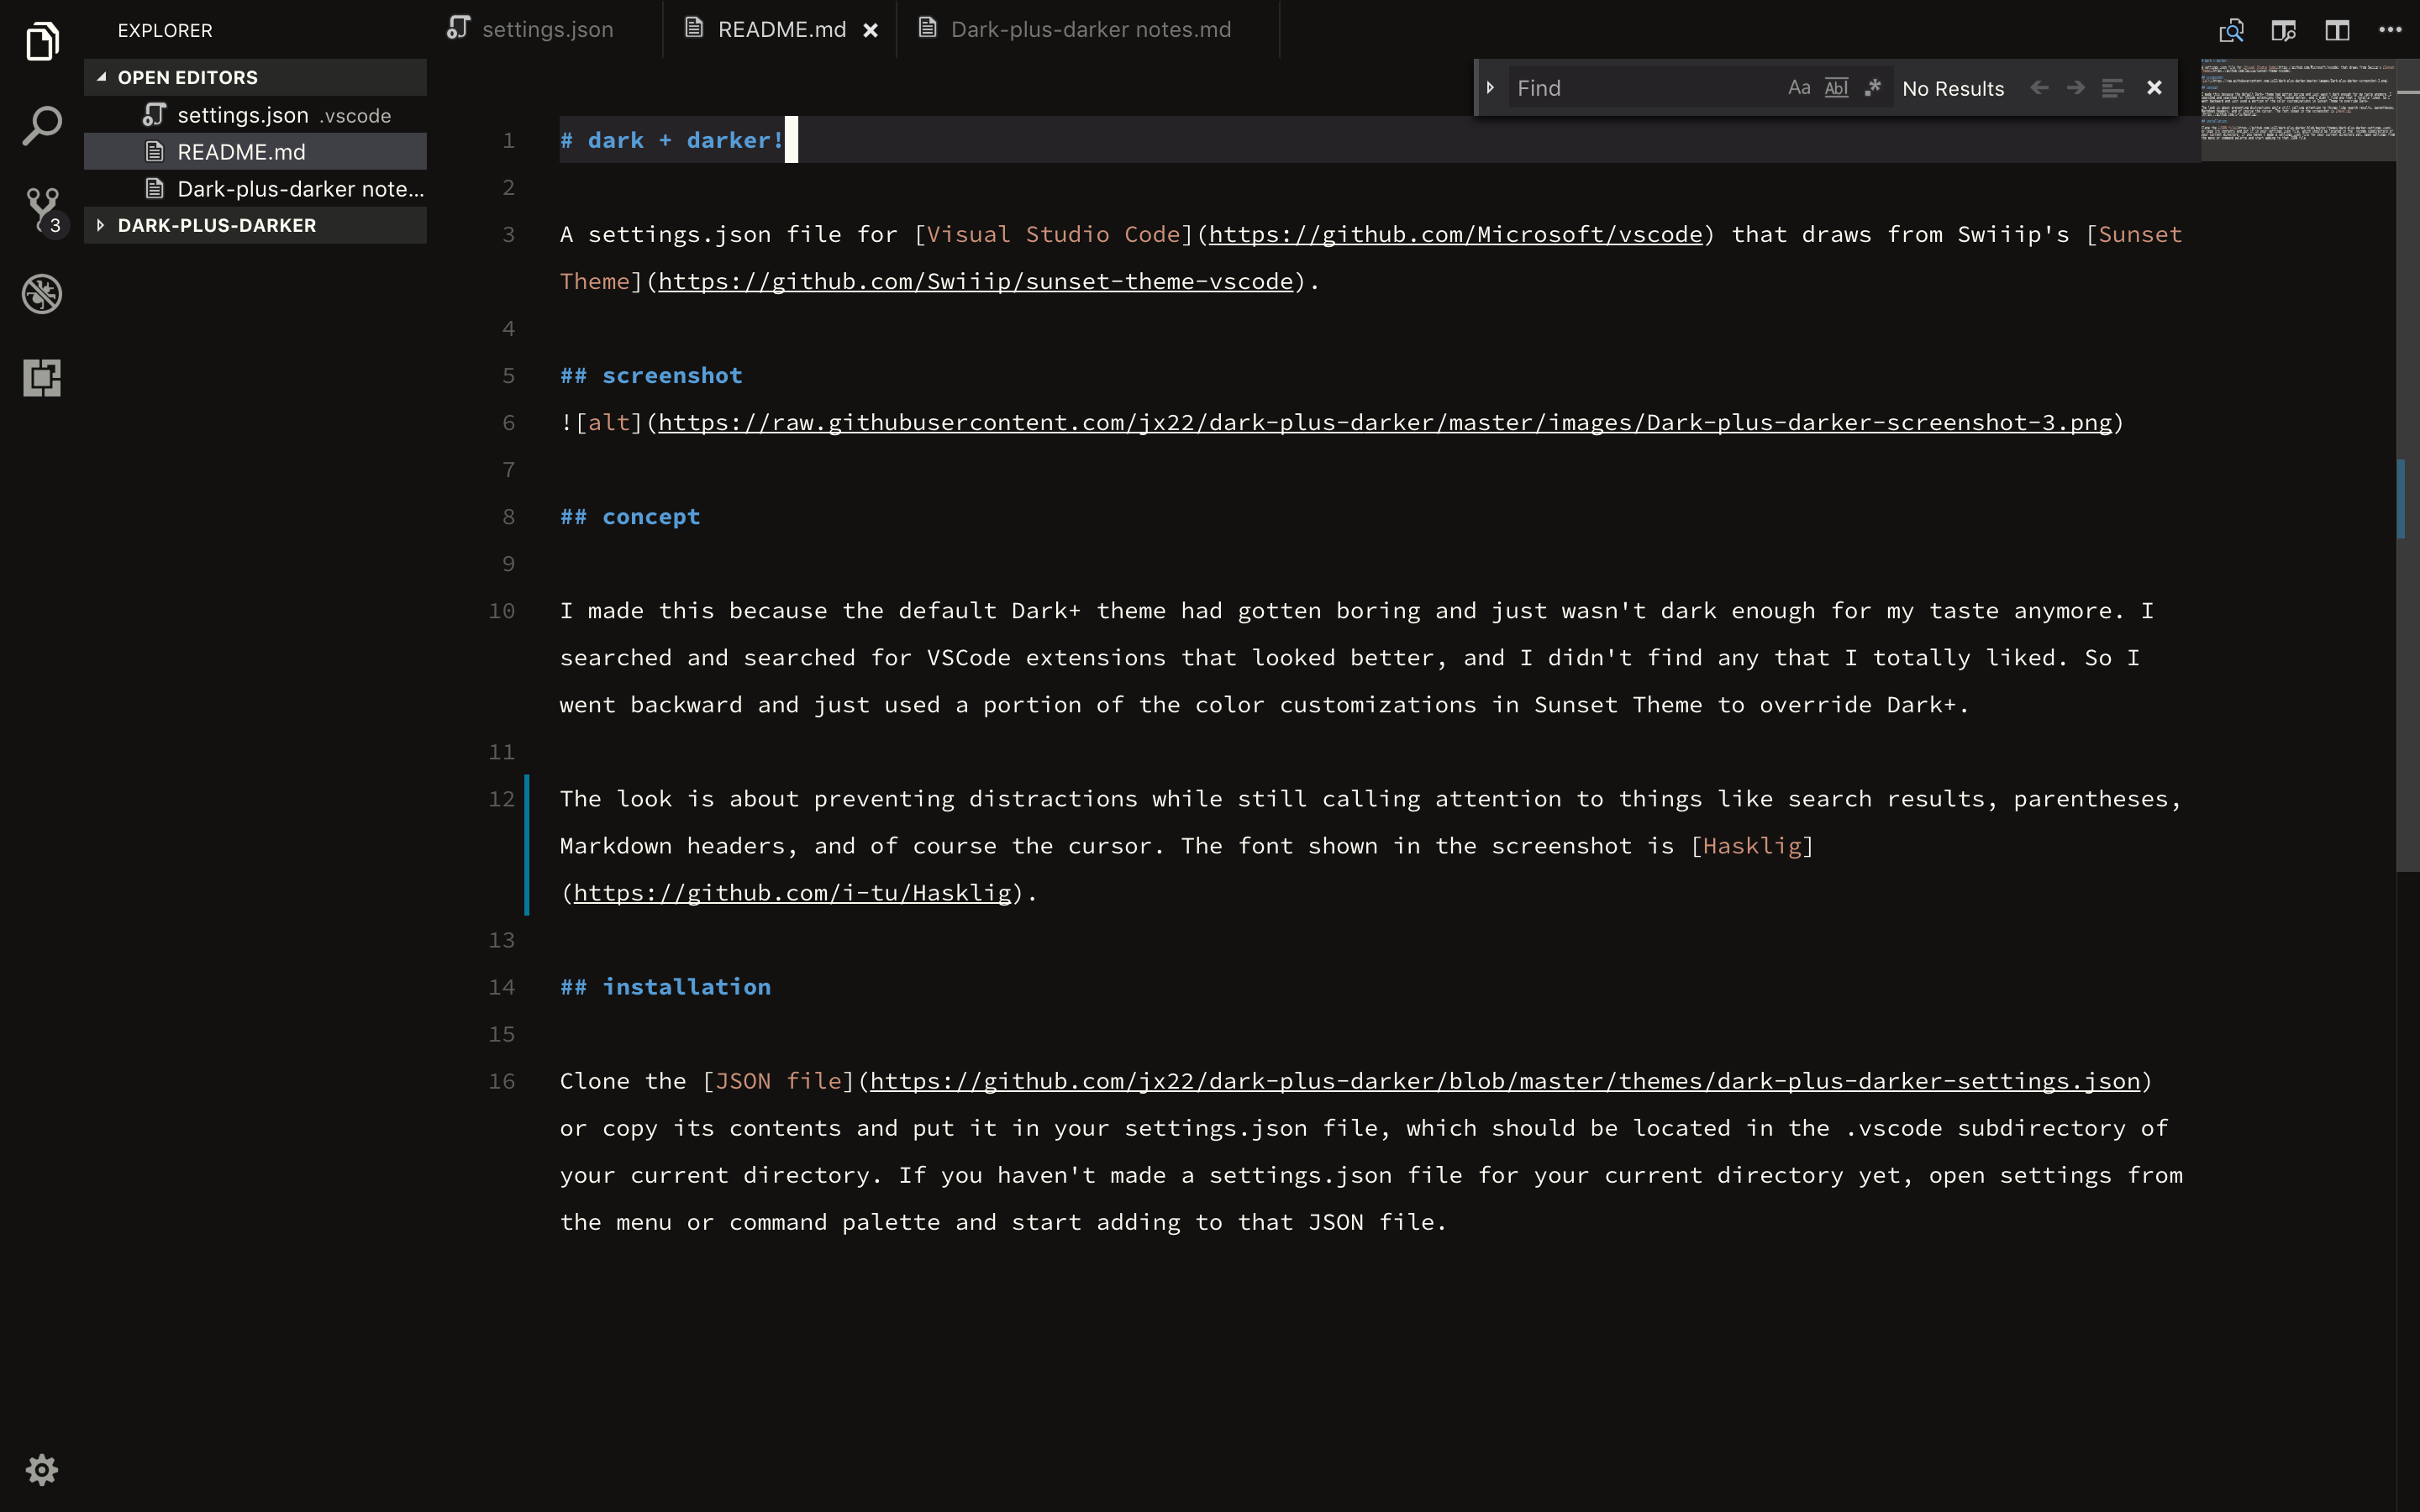 EXPLORER
OPEN EDITORS
settings.json .vscode
README.md
Dark-plus-darker note...
DARK-PLUS-DARKER
3
settings.json
README.md
Dark-plus-darker notes.md
Find
Aa Abl .*
No Results
1 # dark + darker!
2
3 A settings.json file for [Visual Studio Code](https://github.com/Microsoft/vscode) that draws from Swiiip's [Sunset
Theme](https://github.com/Swiiip/sunset-theme-vscode).
4
5 ## screenshot
6 ![alt](https://raw.githubusercontent.com/jx22/dark-plus-darker/master/images/Dark-plus-darker-screenshot-3.png)
7
8 ## concept
9
10 I made this because the default Dark+ theme had gotten boring and just wasn't dark enough for my taste anymore. I
searched and searched for VSCode extensions that looked better, and I didn't find any that I totally liked. So I
went backward and just used a portion of the color customizations in Sunset Theme to override Dark+.
11
12 The look is about preventing distractions while still calling attention to things like search results, parentheses,
Markdown headers, and of course the cursor. The font shown in the screenshot is [Hasklig]
(https://github.com/i-tu/Hasklig).
13
14 ## installation
15
16 Clone the [JSON file](https://github.com/jx22/dark-plus-darker/blob/master/themes/dark-plus-darker-settings.json)
or copy its contents and put it in your settings.json file, which should be located in the .vscode subdirectory of
your current directory. If you haven't made a settings.json file for your current directory yet, open settings from
the menu or command palette and start adding to that JSON file.